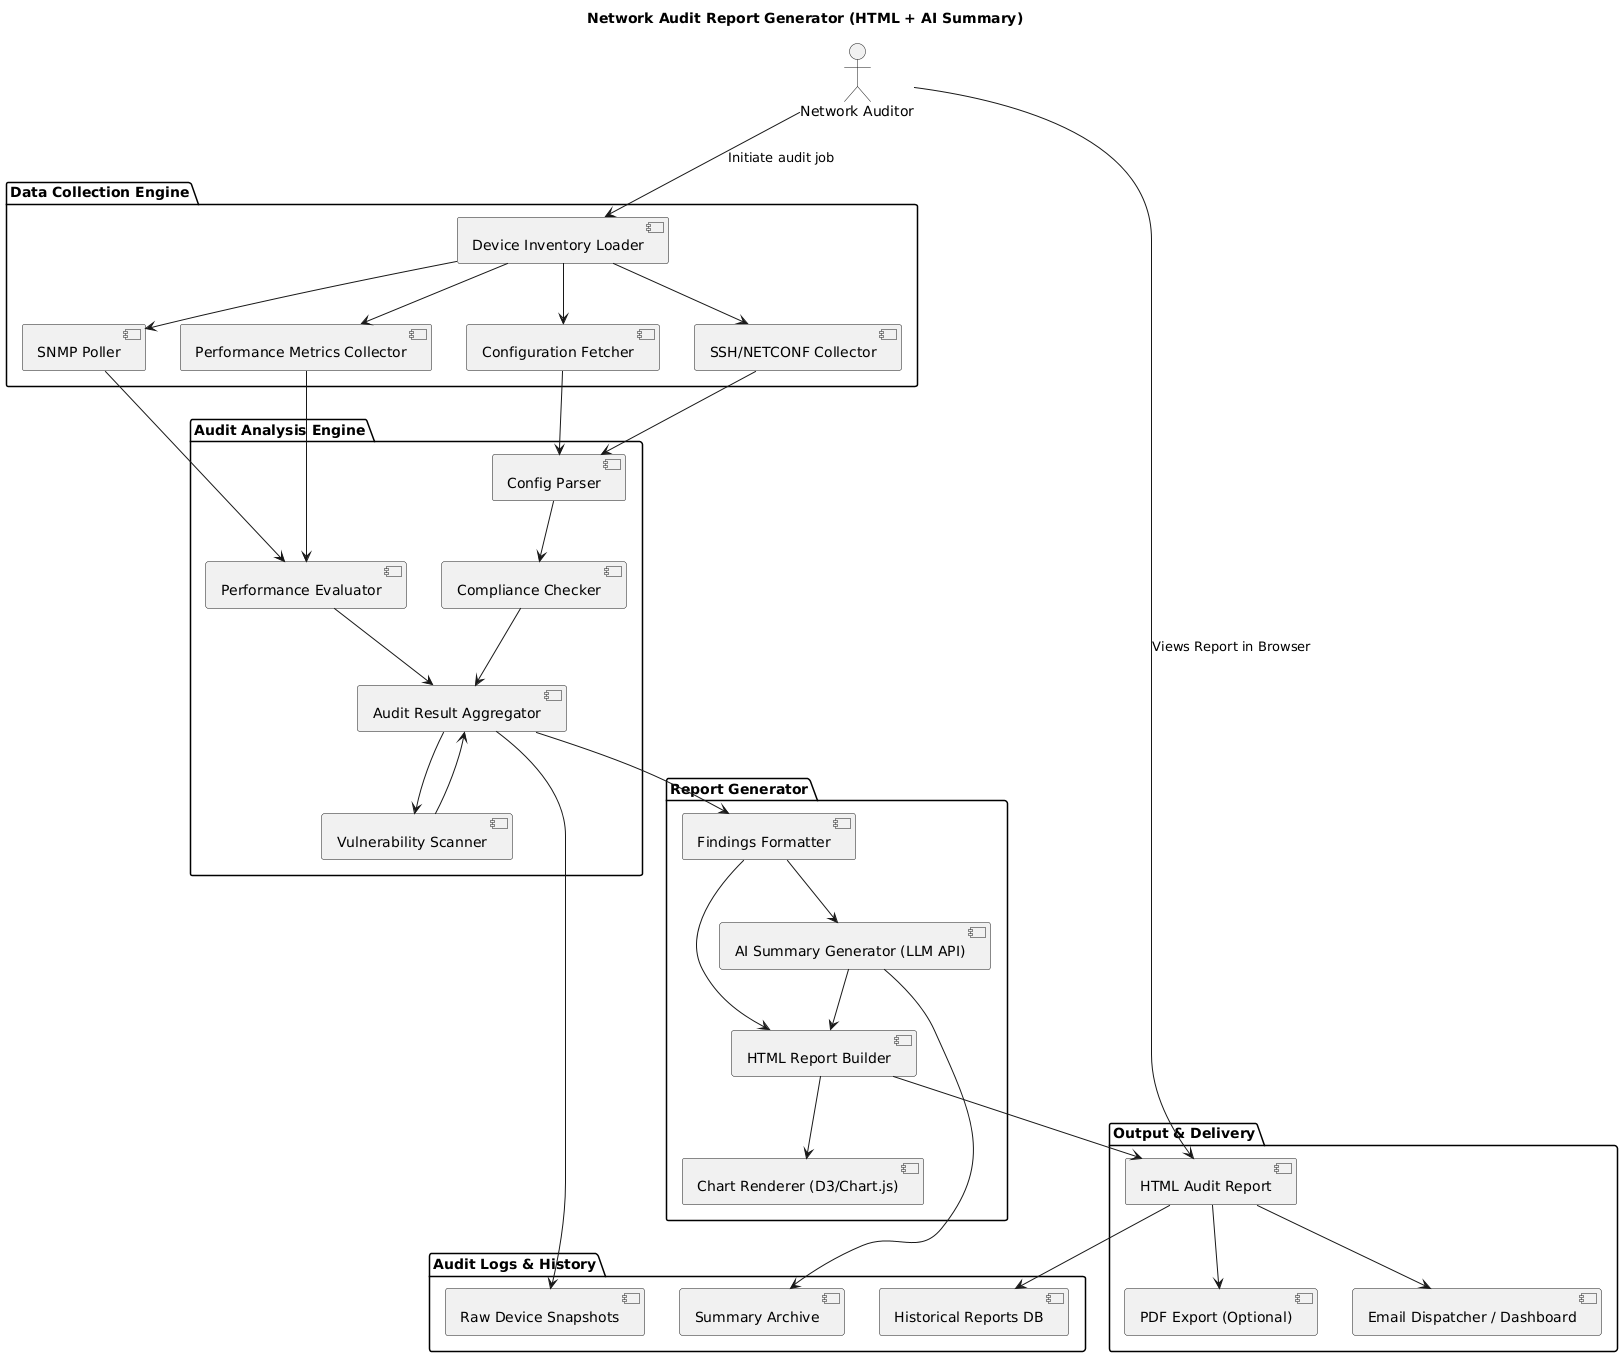 Network Audit Report Generator (HTML + AI Summary)
Network Auditor
Initiate audit job
Data Collection Engine
Device Inventory Loader
SNMP Poller
Performance Metrics Collector
Configuration Fetcher
SSH/NETCONF Collector
Audit Analysis Engine
Config Parser
Performance Evaluator
Compliance Checker
Views Report in Browser
Audit Result Aggregator
Report Generator
Vulnerability Scanner
Findings Formatter
AI Summary Generator (LLM API)
HTML Report Builder
Output & Delivery
Chart Renderer (D3/Chart.js)
HTML Audit Report
Audit Logs & History
Raw Device Snapshots
Summary Archive
Historical Reports DB
PDF Export (Optional)
Email Dispatcher / Dashboard